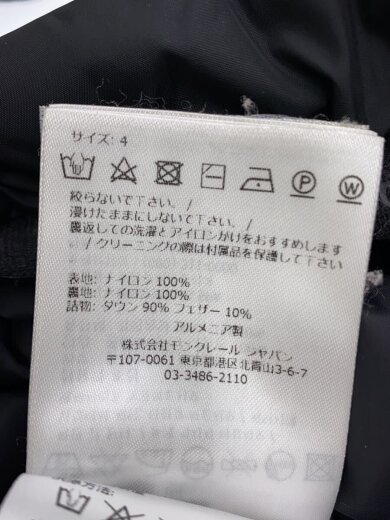 サイズ: 4
P
W
絞らないで下さい。/
浸けたままにしないで下さい。/
裏返しての洗濯とアイロンがけをおすすめします
。/ クリーニングの際は付属品を保護して下さい
表地: ナイロン 100%
裏地: ナイロン 100%
詰物: ダウン 90% フェザー 10%
アルメニア製
株式会社モンクレール ジャパン
〒107-0061 東京都港区北青山3-6-7
03-3486-2110